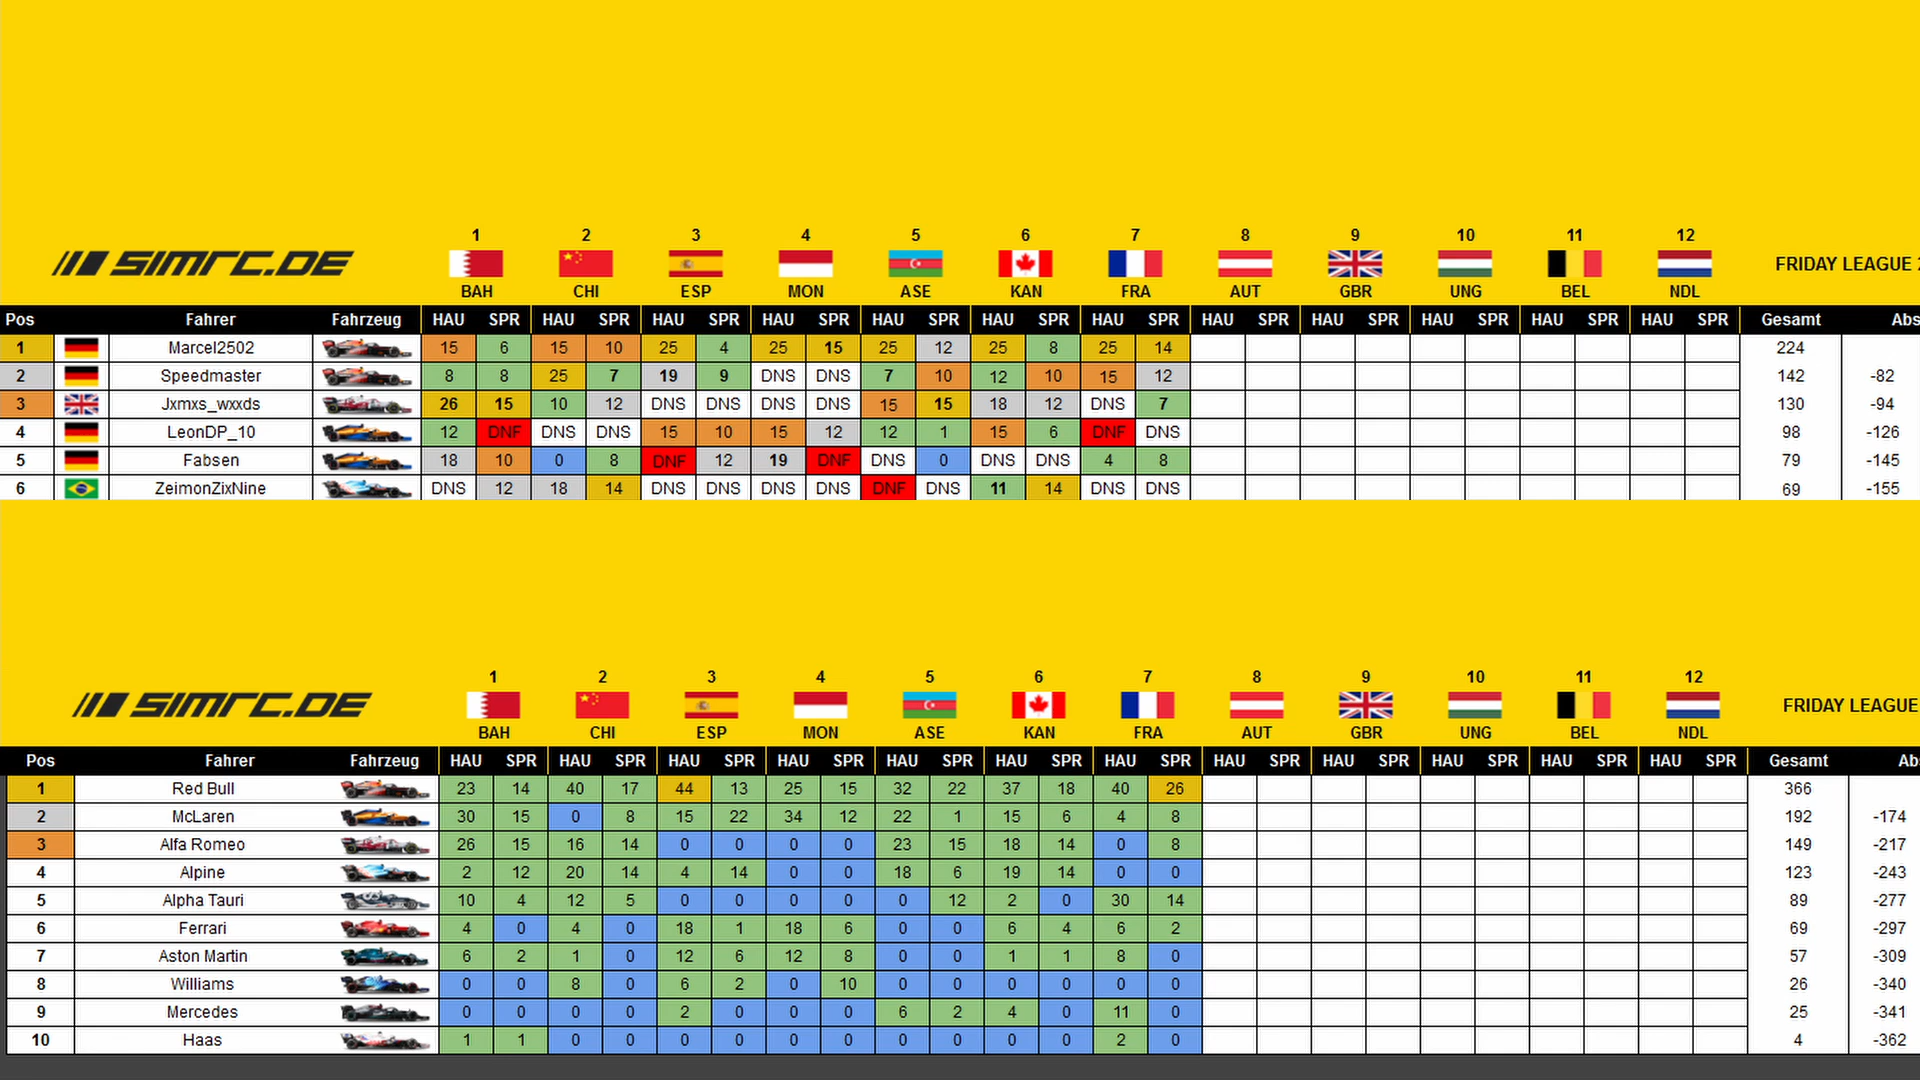 1 2 3 4 5 6 7 8 9 10 11 12
SIMRC.DE FRIDAY LEAGUE
BAH CHI ESP MON ASE KAN FRA AUT GBR UNG BEL NDL
Pos Fahrer Fahrzeug HAU SPR HAU SPR HAU SPR HAU SPR HAU SPR HAU SPR HAU SPR HAU SPR HAU SPR HAU SPR HAU SPR HAU SPR Gesamt Abs
1 Marcel2502 15 6 15 10 25 4 25 15 25 12 25 8 25 14 224
2 Speedmaster 8 8 25 7 19 9 DNS DNS 7 10 12 10 15 12 142 -82
3 Jxmxs_wxxds 26 15 10 12 DNS DNS DNS DNS 15 15 18 12 DNS 7 130 -94
4 LeonDP_10 12 DNF DNS DNS 15 10 15 12 12 1 15 6 DNF DNS 98 -126
5 Fabsen 18 10 0 8 DNF 12 19 DNF DNS 0 DNS DNS 4 8 79 -145
6 ZeimonZixNine DNS 12 18 14 DNS DNS DNS DNS DNF DNS 11 14 DNS DNS 69 -155
1 2 3 4 5 6 7 8 9 10 11 12
SIMRC.DE FRIDAY LEAGUE
BAH CHI ESP MON ASE KAN FRA AUT GBR UNG BEL NDL
Pos Fahrer Fahrzeug HAU SPR HAU SPR HAU SPR HAU SPR HAU SPR HAU SPR HAU SPR HAU SPR HAU SPR HAU SPR HAU SPR HAU SPR Gesamt Abs
1 Red Bull 23 14 40 17 44 13 25 15 32 22 37 18 40 26 366
2 McLaren 30 15 0 8 15 22 34 12 22 1 15 6 4 8 192 -174
3 Alfa Romeo 26 15 16 14 0 0 0 0 23 15 18 14 0 8 149 -217
4 Alpine 2 12 20 14 4 14 0 0 18 6 19 14 0 0 123 -243
5 Alpha Tauri 10 4 12 5 0 0 0 0 0 12 2 0 30 14 89 -277
6 Ferrari 4 0 4 0 18 1 18 6 0 0 6 4 6 2 69 -297
7 Aston Martin 6 2 1 0 12 6 12 8 0 0 1 1 8 0 57 -309
8 Williams 0 0 8 0 6 2 0 10 0 0 0 0 0 0 26 -340
9 Mercedes 0 0 0 0 2 0 0 0 6 2 4 0 11 0 25 -341
10 Haas 1 1 0 0 0 0 0 0 0 0 0 0 2 0 4 -362